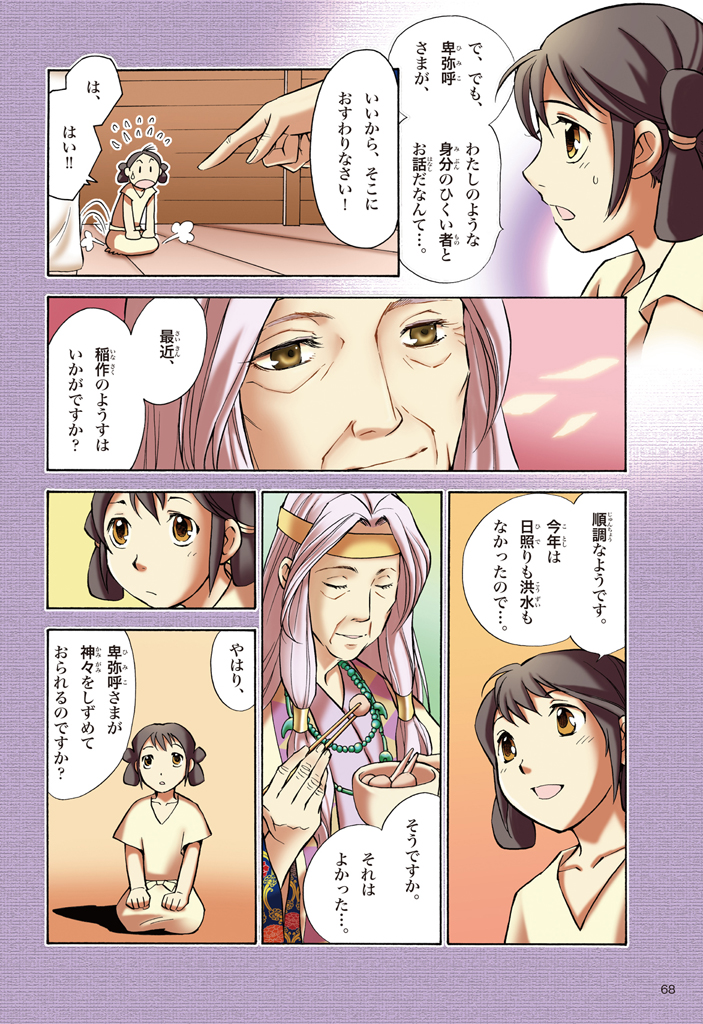 で、でも、
卑弥呼
さまが、
わたしのような
身分のひくい者と
お話だなんて…。
いいから、そこに
おすわりなさい！
は、
はい!!
最近、
稲作のようすは
いかがですか？
順調なようです。
今年は
日照りも洪水も
なかったので…。
そうですか。
それは
よかった…。
やはり、
卑弥呼さまが
神々をしずめて
おられるのですか？
68